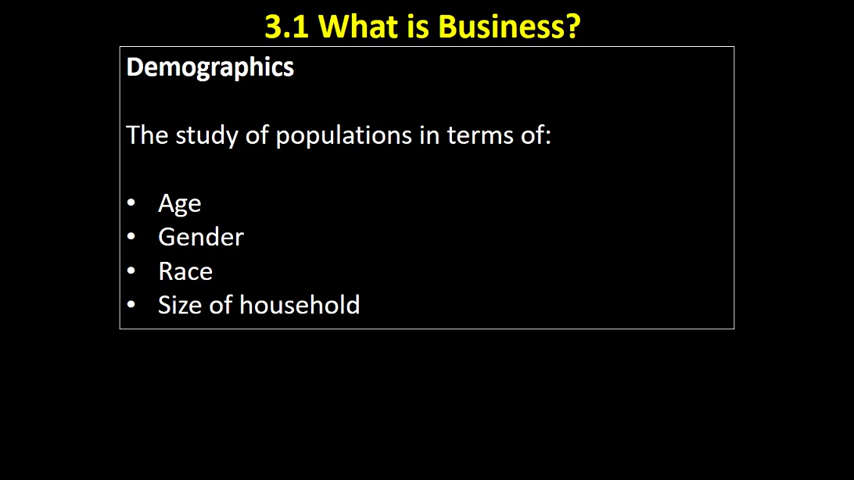 3.1 What is Business?
Demographics
The study of populations in terms of:
• Age
• Gender
• Race
• Size of household